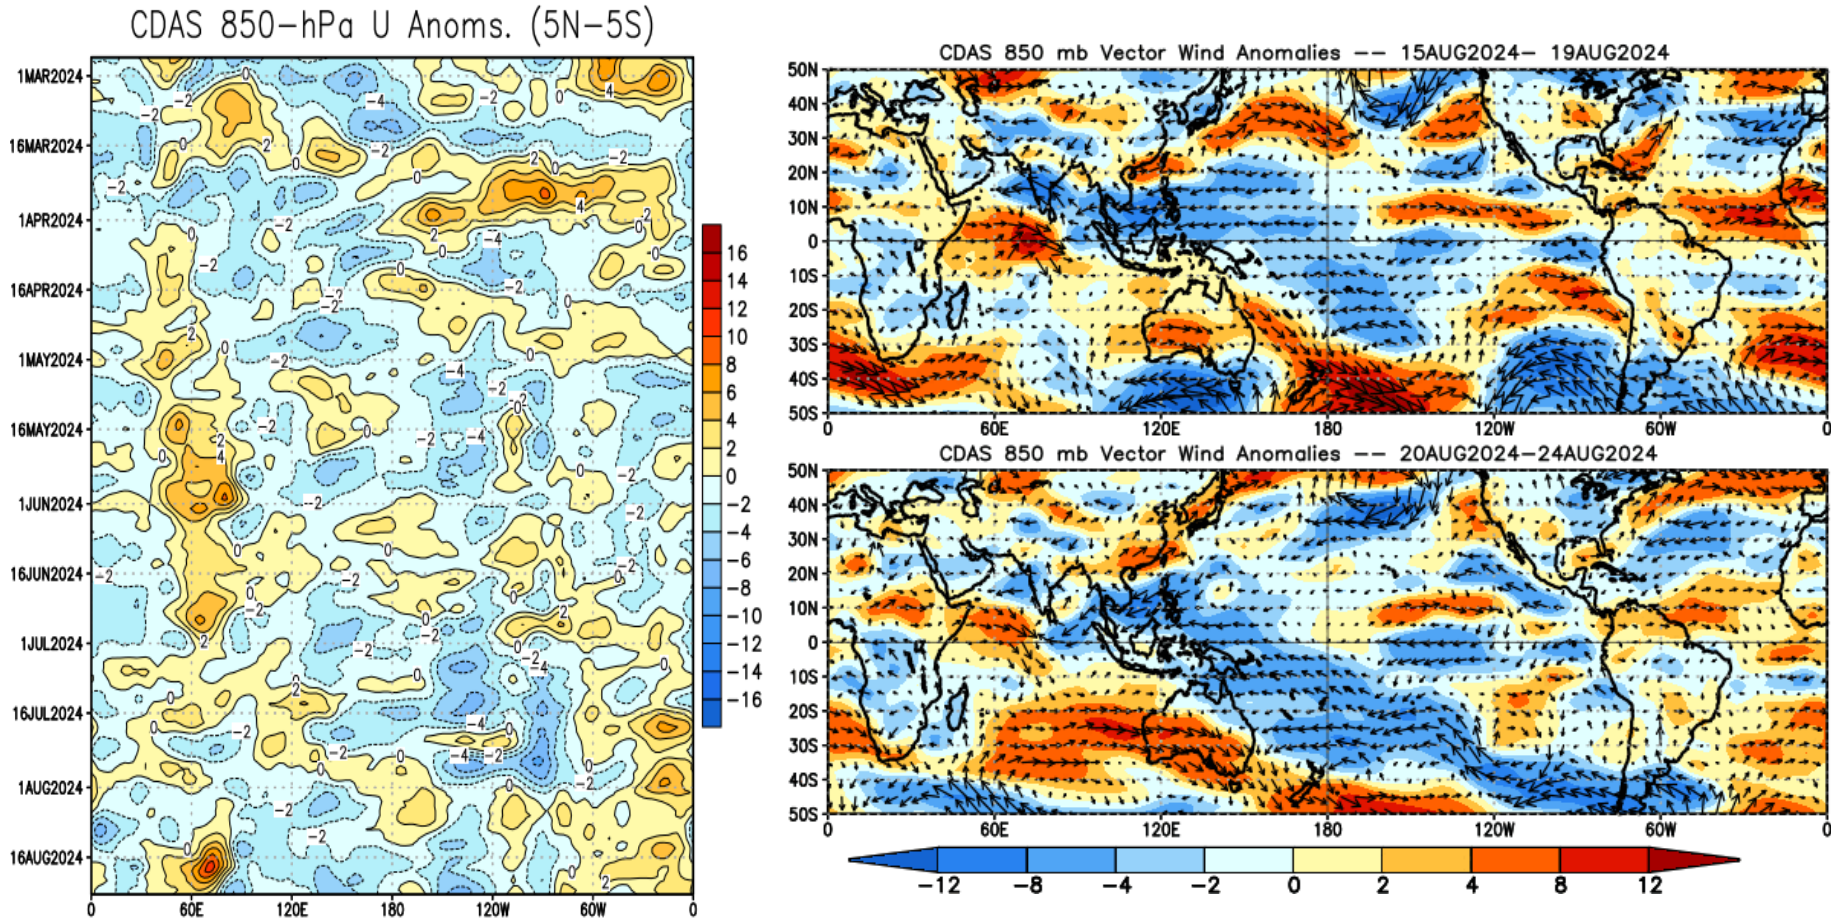 CDAS 850-hPa U Anoms. (5N-5S)
1MAR2024
16MAR2024
1APR2024
16APR2024
1MAY2024
16MAY2024
1JUN2024
16JUN2024
1JUL2024
16JUL2024
1AUG2024
16AUG2024
0 60E 120E 180 120W 60W 0
16
14
12
10
8
6
4
2
0
-2
-4
-6
-8
-10
-12
-14
-16
CDAS 850 mb Vector Wind Anomalies -- 15AUG2024- 19AUG2024
50N
40N
30N
20N
10N
0
10S
20S
30S
40S
50S
0 60E 120E 180 120W 60W 0
CDAS 850 mb Vector Wind Anomalies -- 20AUG2024-24AUG2024
50N
40N
30N
20N
10N
0
10S
20S
30S
40S
50S
0 60E 120E 180 120W 60W 0
-12 -8 -4 -2 0 2 4 8 12